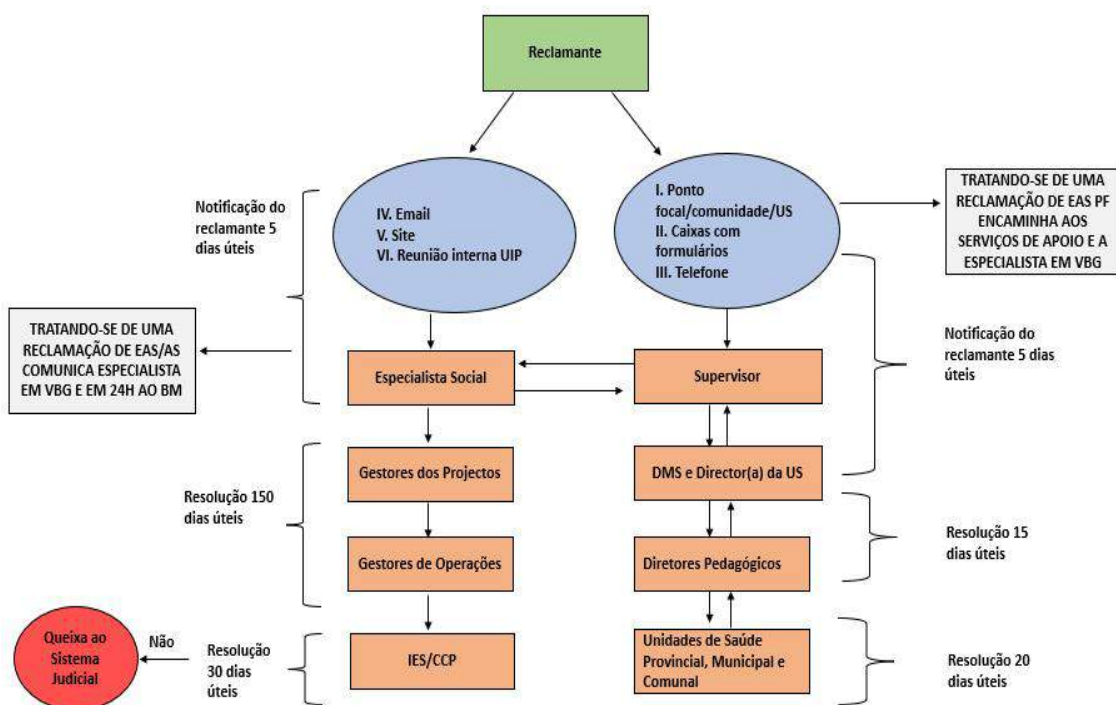 Reclamante
IV. Email
V. Site
VI. Reunião interna UIP
I. Ponto
focal/comunidade/US
II. Caixas com
formulários
III. Telefone
TRATANDO-SE DE UMA
RECLAMAÇÃO DE EAS PF
ENCAMINHA AOS
SERVIÇOS DE APOIO E A
ESPECIALISTA EM VBG
Notificação do
reclamante 5
dias úteis
TRATANDO-SE DE UMA
RECLAMAÇÃO DE EAS/AS
COMUNICA ESPECIALISTA
EM VBG E EM 24H AO BM
Especialista Social
Supervisor
Notificação do
reclamante 5 dias
úteis
Resolução 150
dias úteis
Gestores dos Projectos
DMS e Director(a) da US
Gestores de Operações
Diretores Pedagógicos
Resolução 15
dias úteis
Queixa ao
Sistema
Judicial
Não
Resolução
30 dias
úteis
IES/CCP
Unidades de Saúde
Provincial, Municipal e
Comunal
Resolução 20
dias úteis